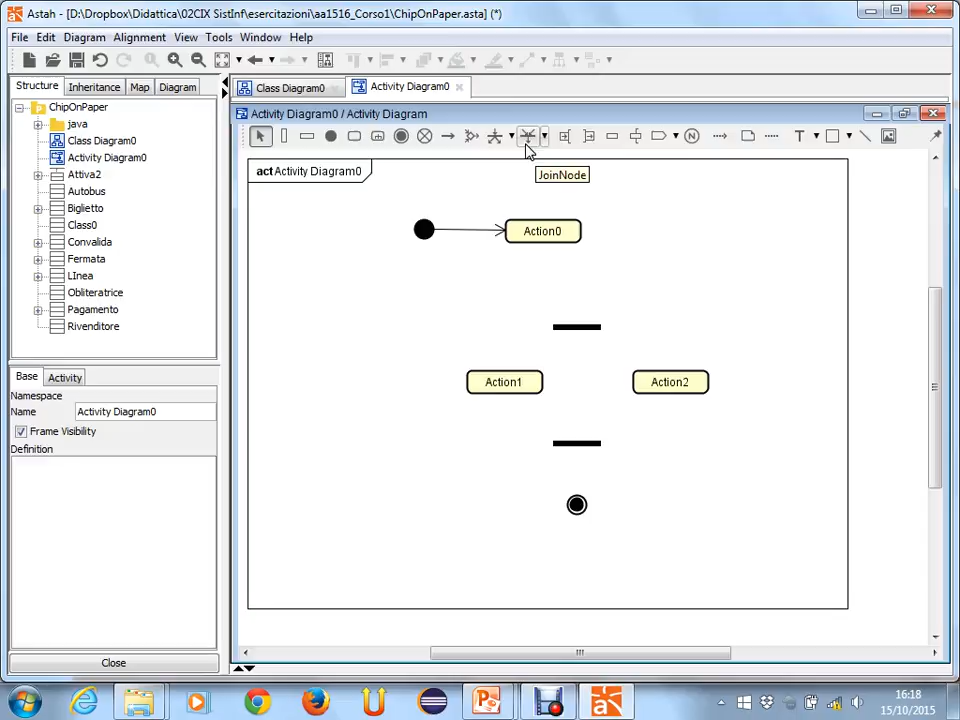 Astah - [D:\Dropbox\Didattica\02CIX SistInf\esercitazioni\aa1516_Corso1\ChipOnPaper.asta] (*)
File Edit Diagram Alignment View Tools Window Help
Structure Inheritance Map Diagram
Class Diagram0 Activity Diagram0
ChipOnPaper
java
Class Diagram0
Activity Diagram0
Attiva2
Autobus
Biglietto
Class0
Convalida
Fermata
LInea
Obliteratrice
Pagamento
Rivenditore
Base Activity
Namespace
Name Activity Diagram0
Frame Visibility
Definition
Close
Activity Diagram0 / Activity Diagram
N T
JoinNode
act Activity Diagram0
Action0
Action1
Action2
16:18
15/10/2015